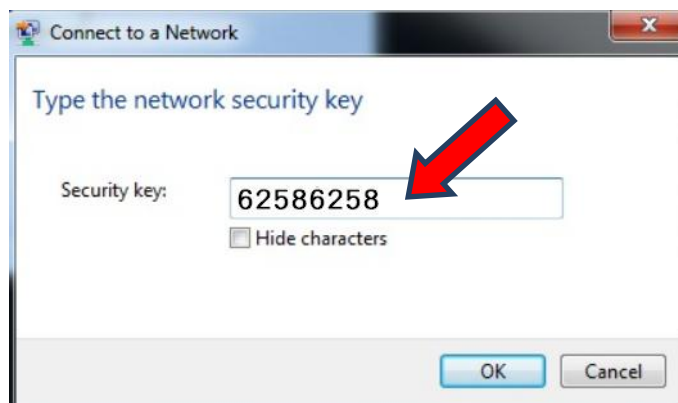 Connect to a Network
Type the network security key
Security key:
62586258
Hide characters
OK
Cancel